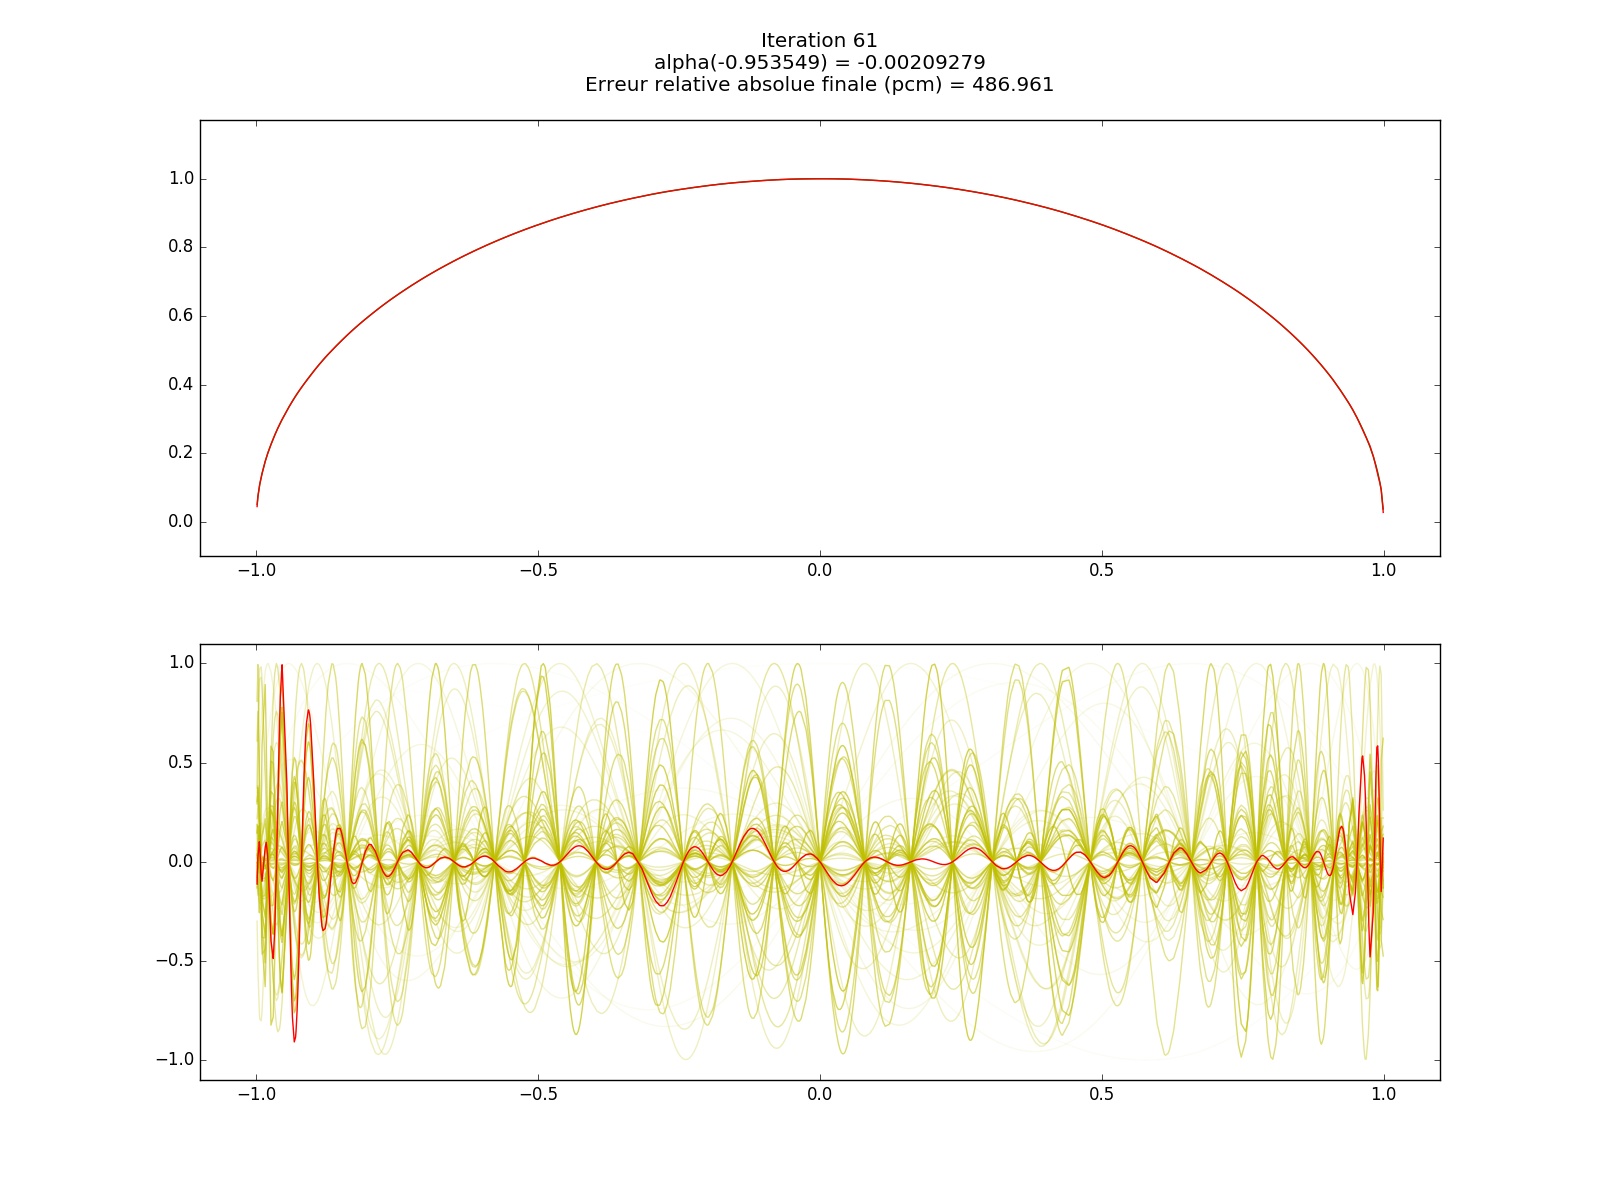 Iteration 61
alpha(-0.953549) = -0.00209279
Erreur relative absolue finale (pcm) = 486.961
1.0
0.8
0.6
0.4
0.2
0.0
−1.0 −0.5 0.0 0.5 1.0
1.0
0.5
0.0
−0.5
−1.0
−1.0 −0.5 0.0 0.5 1.0